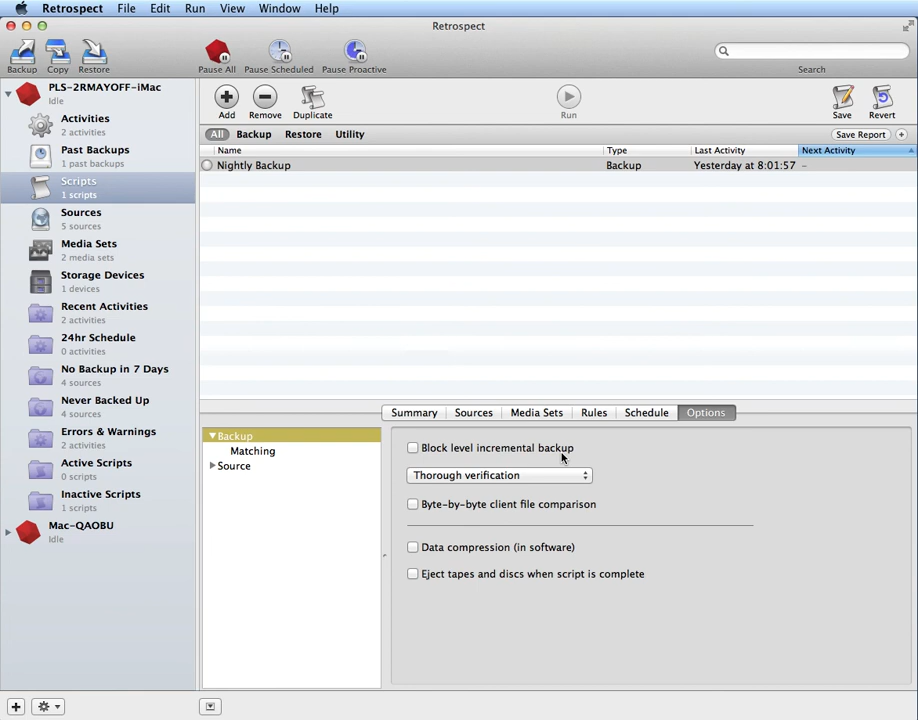 Retrospect File Edit Run View Window Help
Retrospect
Backup Copy Restore Pause All Pause Scheduled Pause Proactive Search
PLS-2RMAYOFF-iMac
Idle
Activities
2 activities
Past Backups
1 past backups
Scripts
1 scripts
Sources
5 sources
Media Sets
2 media sets
Storage Devices
1 devices
Recent Activities
2 activities
24hr Schedule
0 activities
No Backup in 7 Days
4 sources
Never Backed Up
4 sources
Errors & Warnings
2 activities
Active Scripts
0 scripts
Inactive Scripts
1 scripts
Mac-QAOBU
Idle
Add Remove Duplicate Run Save Revert
All Backup Restore Utility Save Report
Name Type Last Activity Next Activity
Nightly Backup Backup Yesterday at 8:01:57 –
Summary Sources Media Sets Rules Schedule Options
Backup
Matching
Source
Block level incremental backup
Thorough verification
Byte-by-byte client file comparison
Data compression (in software)
Eject tapes and discs when script is complete